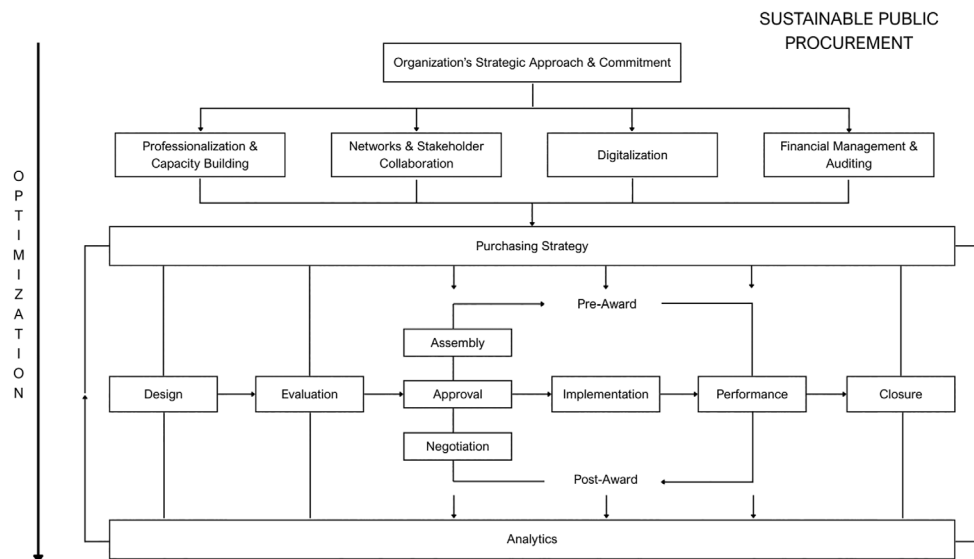 SUSTAINABLE PUBLIC
PROCUREMENT
Organization's Strategic Approach & Commitment
Professionalization &
Capacity Building
Networks & Stakeholder
Collaboration
Digitalization
Financial Management &
Auditing
OPTIMIZATION
Purchasing Strategy
Pre-Award
Assembly
Design
Evaluation
Approval
Implementation
Performance
Closure
Negotiation
Post-Award
Analytics